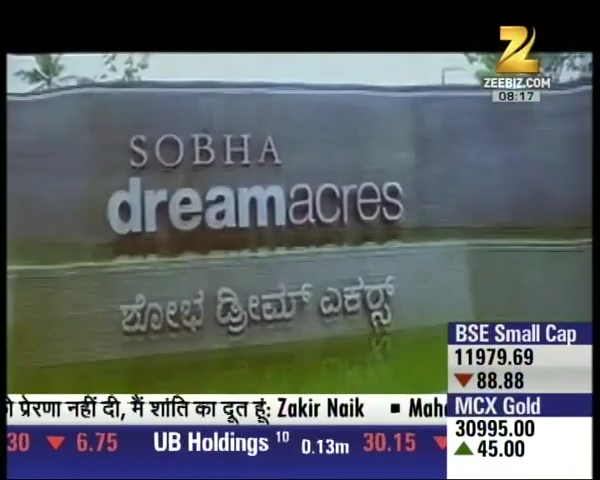 Z
ZEEBIZ.COM
08:17
SOBHA
dreamacres
ಶೋಭ ಡ್ರೀಮ್ ಎಕರ್ಸ್
BSE Small Cap
11979.69
▼ 88.88
MCX Gold
30995.00
▲ 45.00
प्रेरणा नहीं दी, मैं शांति का दूत हूं: Zakir Naik ■
30 ▼ 6.75 UB Holdings 10 0.13m 30.15 ▼